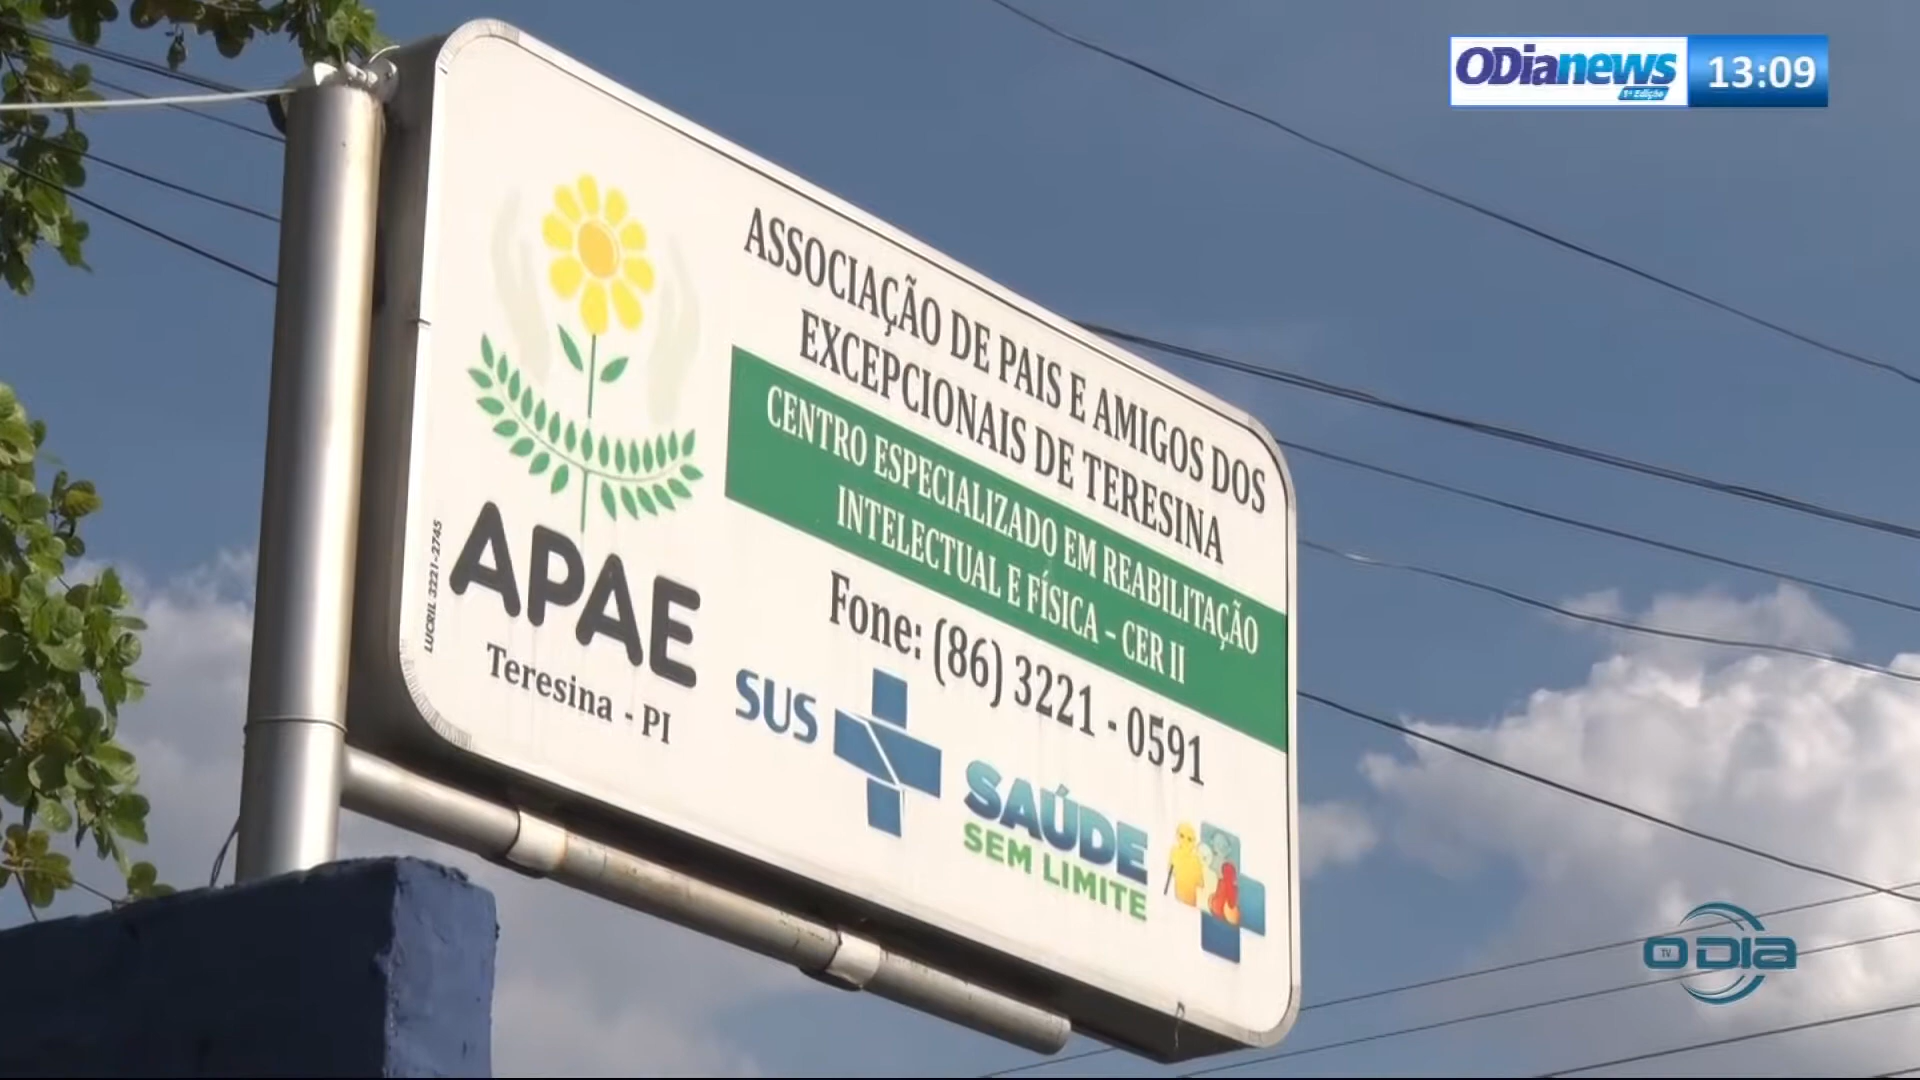 ODianews
1ª Edição
13:09
ASSOCIAÇÃO DE PAIS E AMIGOS DOS
EXCEPCIONAIS DE TERESINA
CENTRO ESPECIALIZADO EM REABILITAÇÃO
INTELECTUAL E FÍSICA - CER II
Fone: (86) 3221 - 0591
APAE
Teresina - PI
LUCRIL 3221-2745
SUS
SAÚDE
SEM LIMITE
TV
O DIA